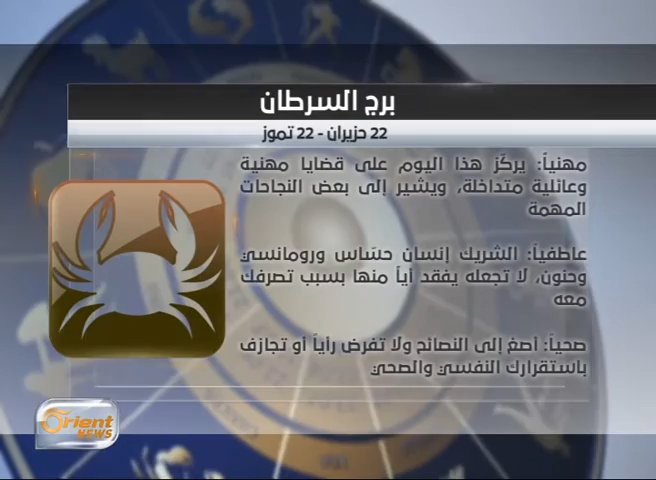 برج السرطان
22 حزيران - 22 تموز
مهنياً: يركّز هذا اليوم على قضايا مهنية
وعائلية متداخلة، ويشير إلى بعض النجاحات
المهمة
عاطفياً: الشريك إنسان حسّاس ورومانسي
وحنون، لا تجعله يفقد أياً منها بسبب تصرفك
معه
صحياً: أصغِ إلى النصائح ولا تفرض رأياً أو تجازف
باستقرارك النفسي والصحي
Orient
NEWS